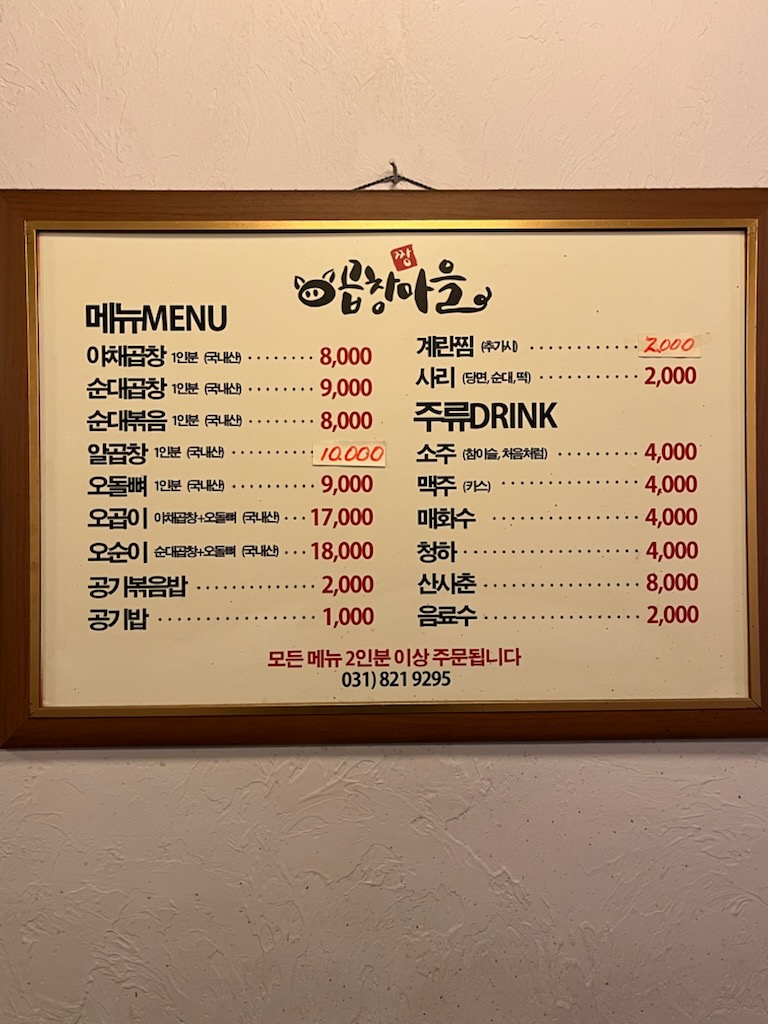 짱
곱창마을
메뉴MENU
야채곱창 1인분 (국내산) ········ 8,000
순대곱창 1인분 (국내산) ········ 9,000
순대볶음 1인분 (국내산) ········ 8,000
알곱창 1인분 (국내산) ·········· 10.000
오돌뼈 1인분 (국내산) ·········· 9,000
오곱이 야채곱창+오돌뼈 (국내산) ··· 17,000
오순이 순대곱창+오돌뼈 (국내산) ··· 18,000
공기볶음밥 ·············· 2,000
공기밥 ·················· 1,000
계란찜 (추가시) ············· 2,000
사리 (당면, 순대, 떡) ············ 2,000
주류DRINK
소주 (참이슬, 처음처럼) ·········· 4,000
맥주 (카스) ················ 4,000
매화수 ················· 4,000
청하 ···················· 4,000
산사춘 ·················· 8,000
음료수 ·················· 2,000
모든 메뉴 2인분 이상 주문됩니다
031) 821 9295